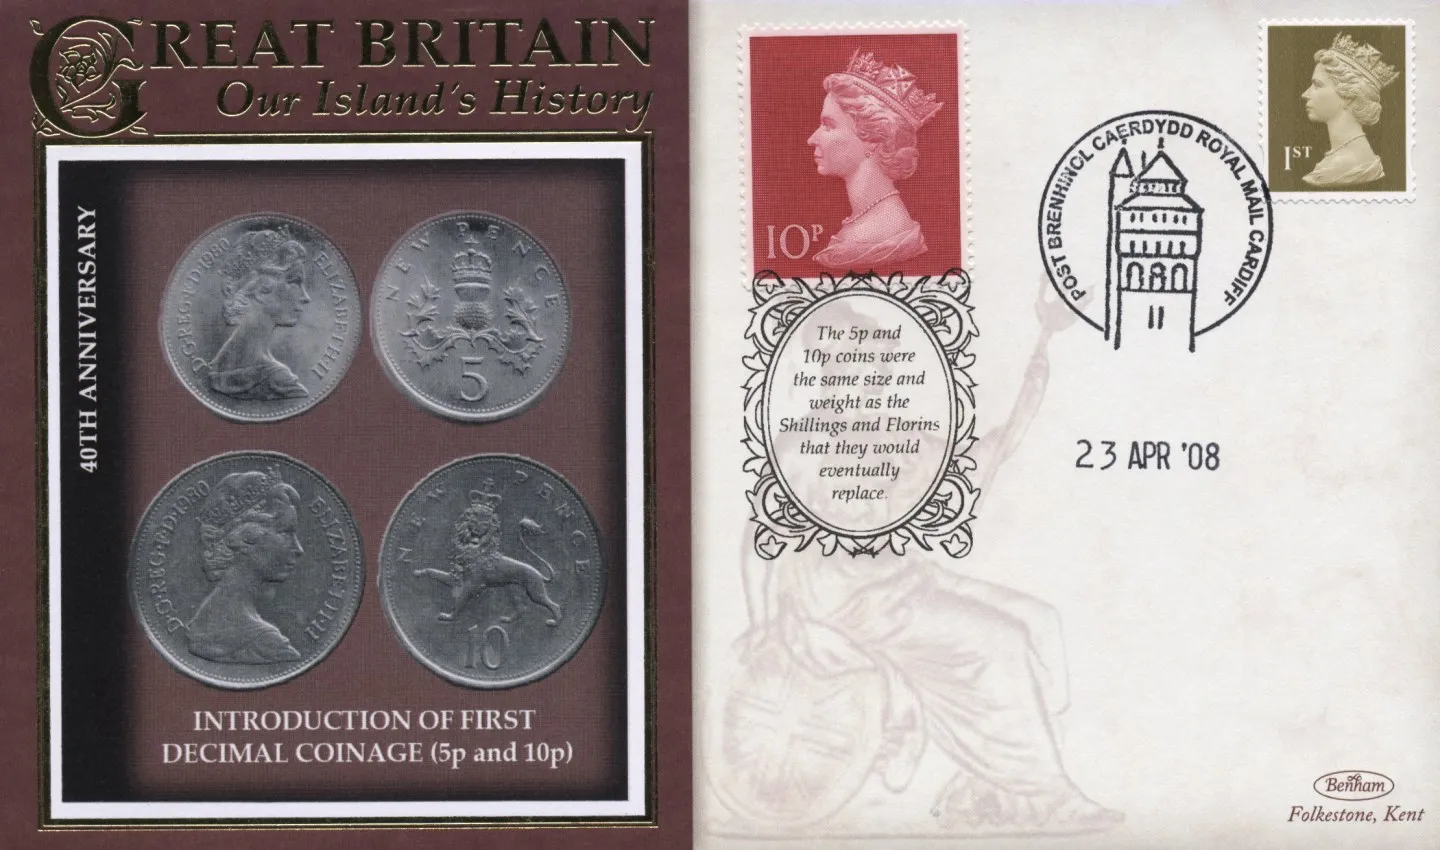 GREAT BRITAIN
Our Island's History
40TH ANNIVERSARY
D·G·REG·F·D·1980 ELIZABETH·II
NEW PENCE
5
D·G·REG·F·D·1980 ELIZABETH·II
NEW PENCE
10
INTRODUCTION OF FIRST
DECIMAL COINAGE (5p and 10p)
10P
The 5p and
10p coins were
the same size and
weight as the
Shillings and Florins
that they would
eventually
replace.
POST BRENHINOL CAERDYDD ROYAL MAIL CARDIFF
23 APR '08
1ST
Benham
Folkestone, Kent